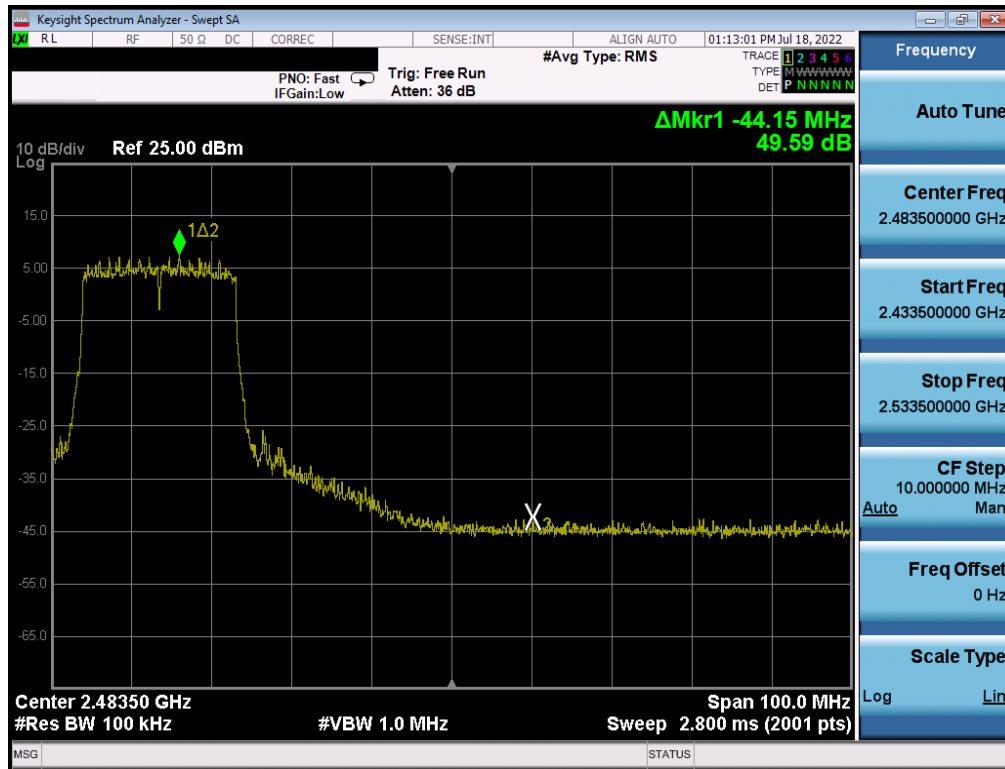 Keysight Spectrum Analyzer - Swept SA
LXI RL RF 50 Ω DC CORREC SENSE:INT ALIGN AUTO 01:13:01 PM Jul 18, 2022
#Avg Type: RMS
TRACE 1 2 3 4 5 6
TYPE M WWWWW
DET P N N N N N
PNO: Fast
IFGain:Low
Trig: Free Run
Atten: 36 dB
ΔMkr1 -44.15 MHz
49.59 dB
10 dB/div Ref 25.00 dBm
Log
15.0
5.00
-5.00
-15.0
-25.0
-35.0
-45.0
-55.0
-65.0
1Δ2
Center 2.48350 GHz
Span 100.0 MHz
#Res BW 100 kHz
#VBW 1.0 MHz
Sweep 2.800 ms (2001 pts)
MSG
STATUS
Frequency
Auto Tune
Center Freq
2.483500000 GHz
Start Freq
2.433500000 GHz
Stop Freq
2.533500000 GHz
CF Step
10.000000 MHz
Auto Man
Freq Offset
0 Hz
Scale Type
Log Lin